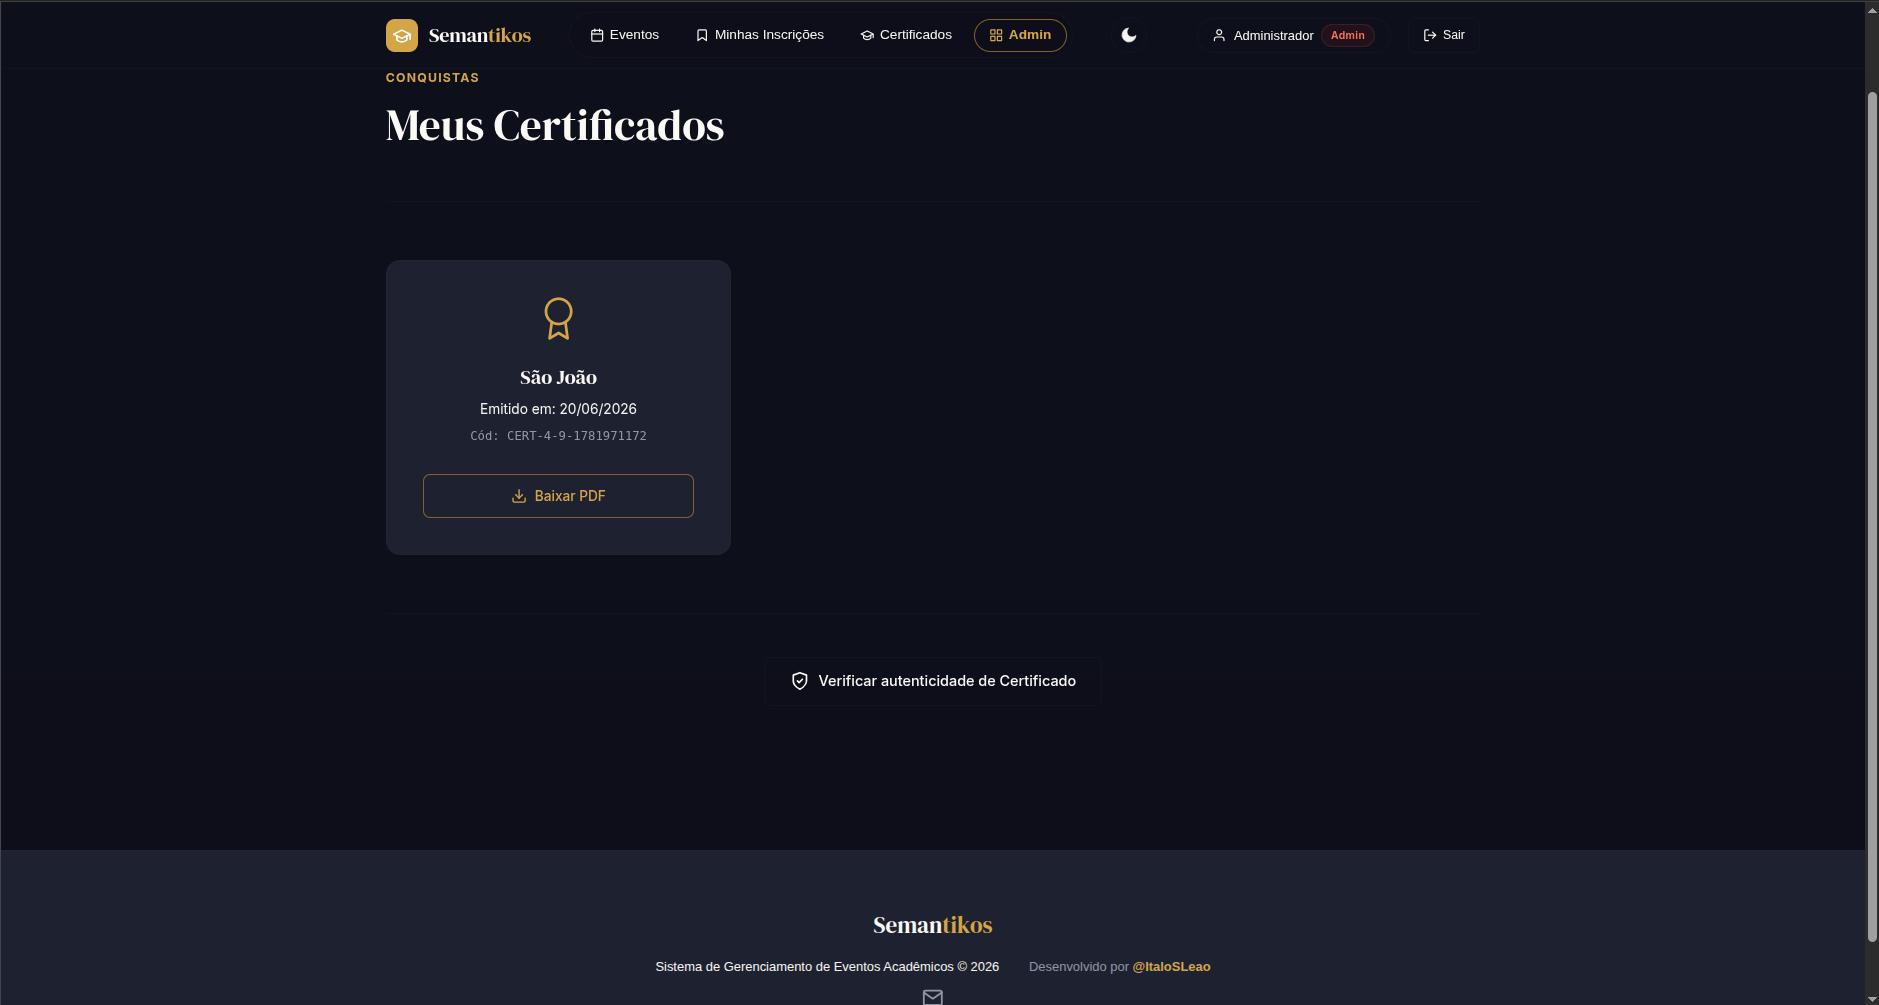 Semantikos
Eventos
Minhas Inscrições
Certificados
Admin
Administrador
Admin
Sair
CONQUISTAS
Meus Certificados
São João
Emitido em: 20/06/2026
Cód: CERT-4-9-1781971172
Baixar PDF
Verificar autenticidade de Certificado
Semantikos
Sistema de Gerenciamento de Eventos Acadêmicos © 2026
Desenvolvido por @ItaloSLeao